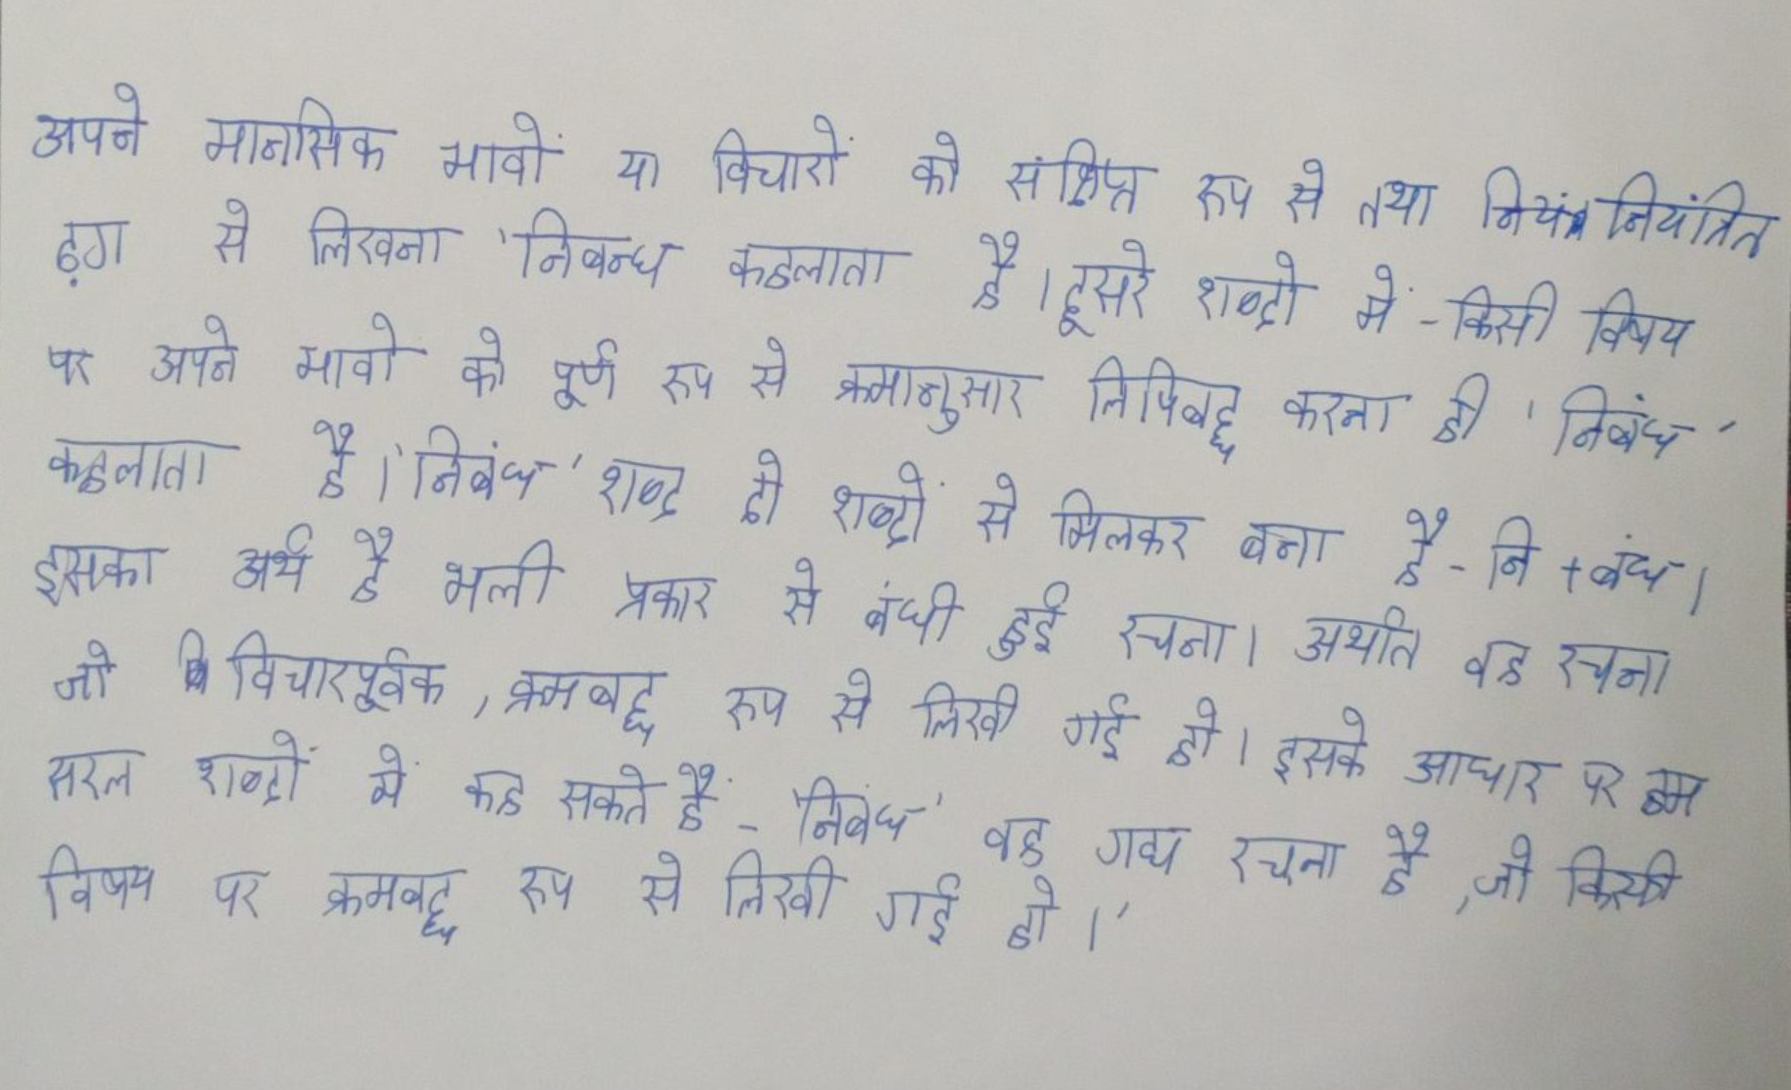 अपने मानसिक भावों या विचारों को संक्षिप्त रूप से तथा नियंत्रित
ढ़ग से लिखना 'निबन्ध कहलाता है। दूसरे शब्दो में - किसी विषय
पर अपने भावो को पूर्ण रूप से क्रमानुसार लिपिबद्ध करना ही 'निबंध'
कहलाता है। 'निबंध' शब्द दो शब्दों से मिलकर बना है - नि + बंध।
इसका अर्थ है भली प्रकार से बंधी हुई रचना। अर्थात वह रचना
जो विचारपूर्वक, क्रमबद्ध रूप से लिखी गई हो। इसके आधार पर हम
सरल शब्दों में कह सकते हैं - 'निबंध' वह गद्य रचना है, जो किसी
विषय पर क्रमबद्ध रूप से लिखी गई हो।'